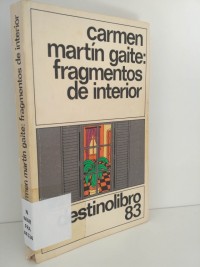 carmen
martín gaite:
fragmentos
de interior
destinolibro
83
carmen martín gaite: fragmentos de interior